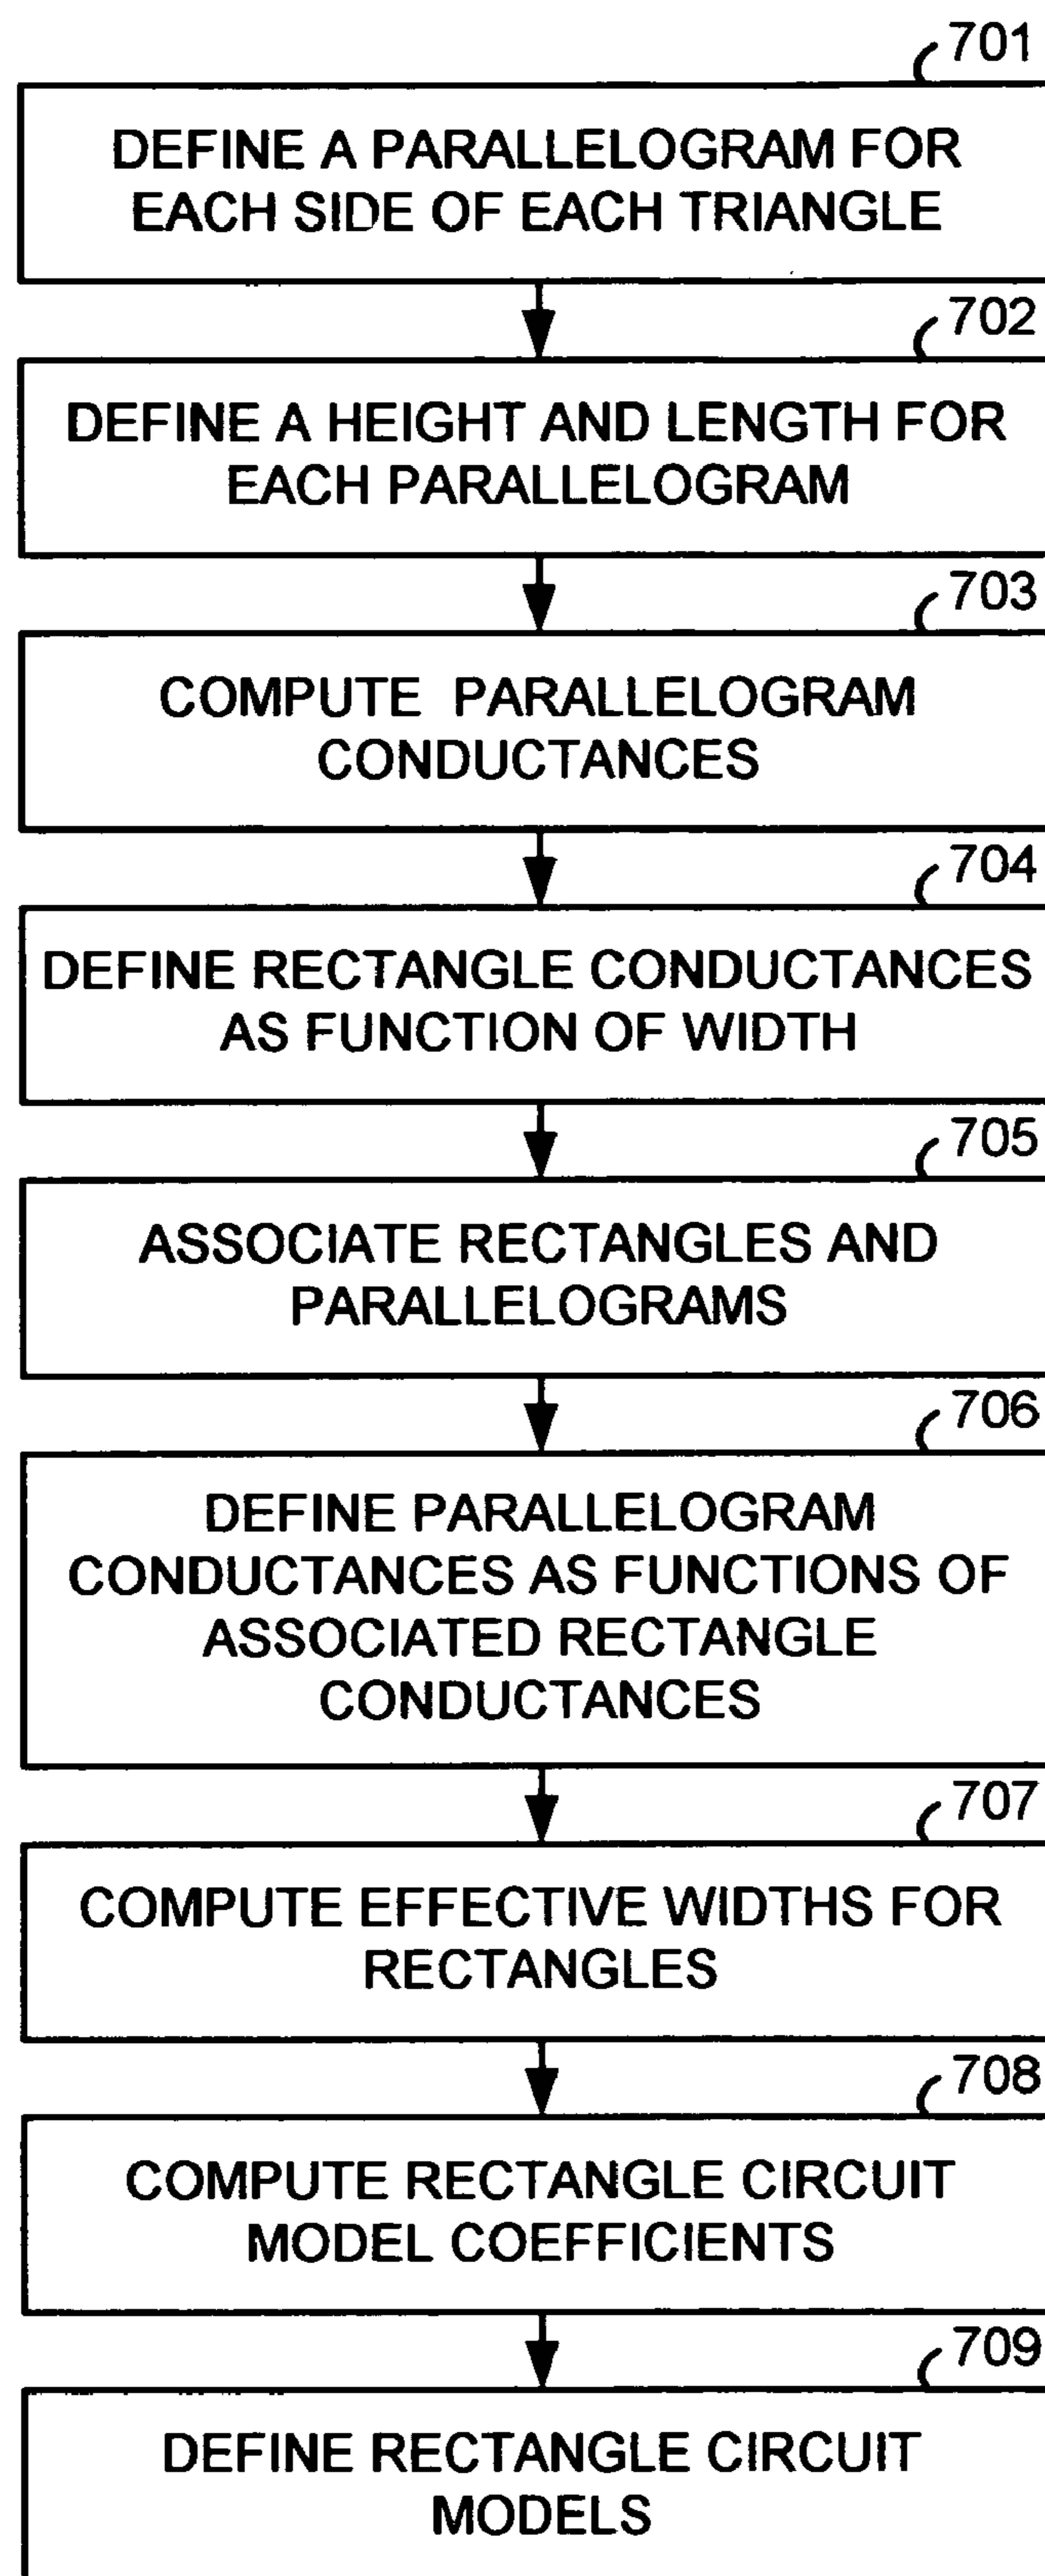 701
DEFINE A PARALLELOGRAM FOR
EACH SIDE OF EACH TRIANGLE
702
DEFINE A HEIGHT AND LENGTH FOR
EACH PARALLELOGRAM
703
COMPUTE PARALLELOGRAM
CONDUCTANCES
704
DEFINE RECTANGLE CONDUCTANCES
AS FUNCTION OF WIDTH
705
ASSOCIATE RECTANGLES AND
PARALLELOGRAMS
706
DEFINE PARALLELOGRAM
CONDUCTANCES AS FUNCTIONS OF
ASSOCIATED RECTANGLE
CONDUCTANCES
707
COMPUTE EFFECTIVE WIDTHS FOR
RECTANGLES
708
COMPUTE RECTANGLE CIRCUIT
MODEL COEFFICIENTS
709
DEFINE RECTANGLE CIRCUIT
MODELS